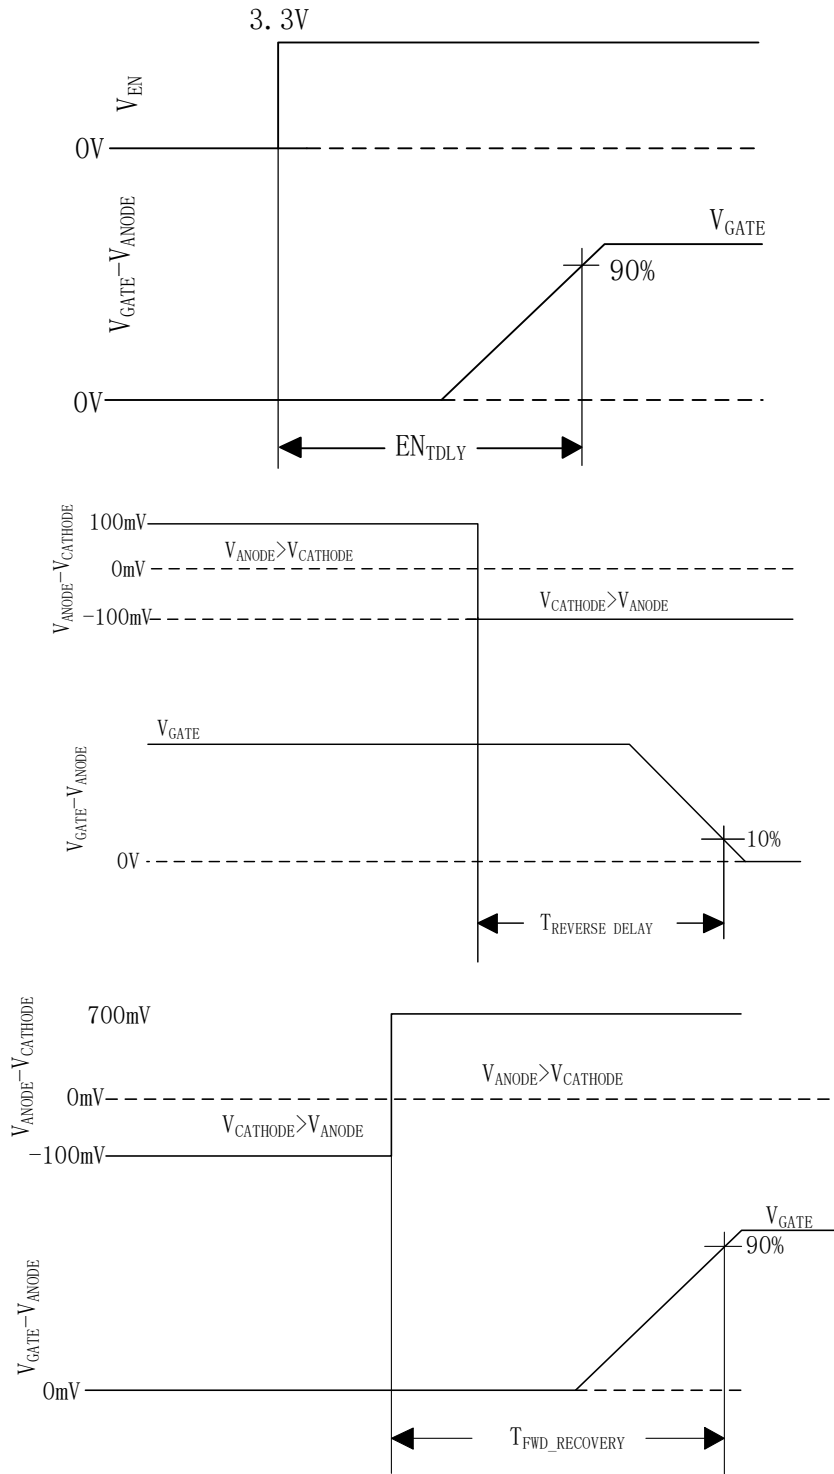 3.3V
V_EN
0V
V_GATE-V_ANODE
V_GATE
90%
0V
EN_TDLY
V_ANODE-V_CATHODE
100mV
V_ANODE>V_CATHODE
0mV
V_CATHODE>V_ANODE
-100mV
V_GATE
V_GATE-V_ANODE
10%
0V
T_REVERSE DELAY
V_ANODE-V_CATHODE
700mV
V_ANODE>V_CATHODE
0mV
V_CATHODE>V_ANODE
-100mV
V_GATE
90%
V_GATE-V_ANODE
0mV
T_FWD_RECOVERY